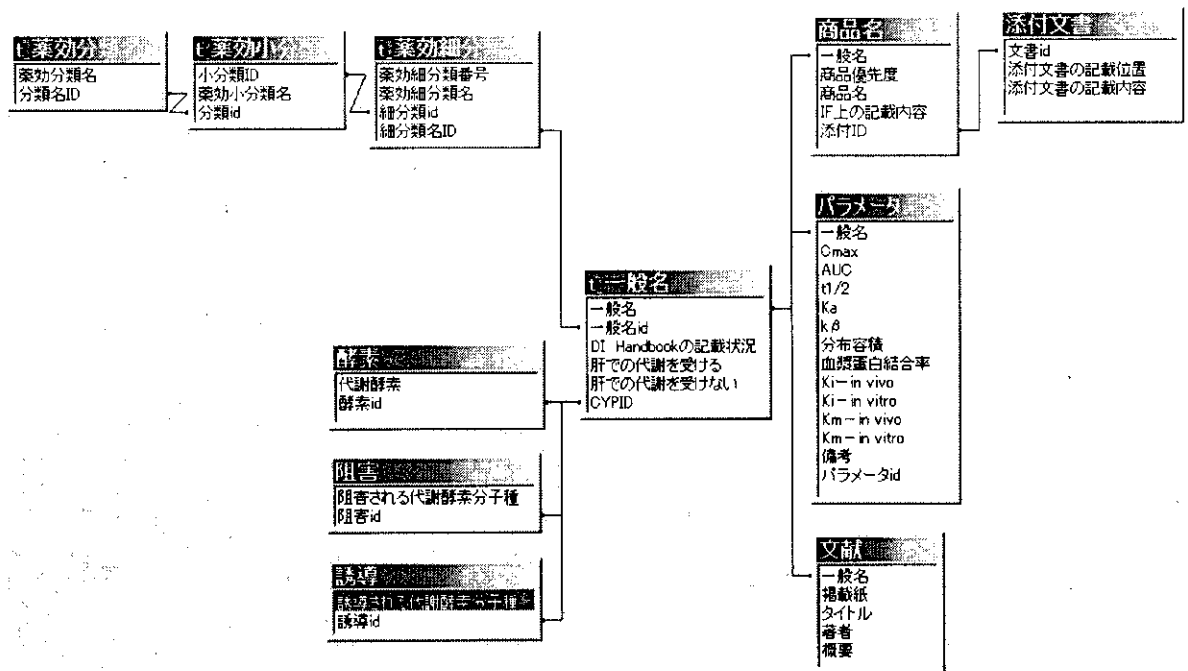 t_薬効分類
薬効分類名
分類名ID
t_薬効小分
小分類ID
薬効小分類名
分類id
t_薬効細分
薬効細分類番号
薬効細分類名
細分類id
細分類名ID
商品名
一般名
商品優先度
商品名
IF上の記載内容
添付ID
添付文書
文書id
添付文書の記載位置
添付文書の記載内容
パラメータ
一般名
Cmax
AUC
t1/2
Ka
kβ
分布容積
血漿蛋白結合率
Ki－in vivo
Ki－in vitro
Km－in vivo
Km－in vitro
備考
パラメータid
t_一般名
一般名
一般名id
DI Handbookの記載状況
肝での代謝を受ける
肝での代謝を受けない
CYPID
酵素
代謝酵素
酵素id
阻害
阻害される代謝酵素分子種
阻害id
誘導
誘導される代謝酵素分子種
誘導id
文献
一般名
掲載紙
タイトル
著者
概要